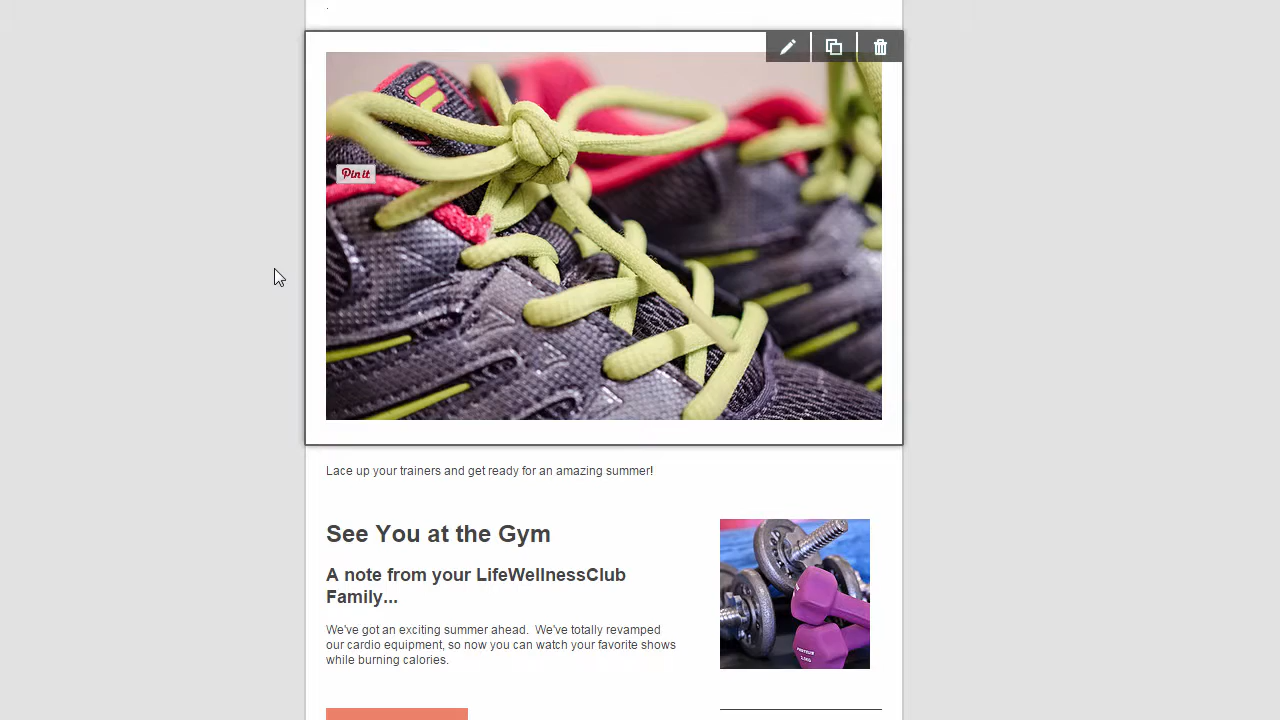 Pin it
Lace up your trainers and get ready for an amazing summer!
See You at the Gym
A note from your LifeWellnessClub
Family...
We've got an exciting summer ahead.  We've totally revamped
our cardio equipment, so now you can watch your favorite shows
while burning calories.